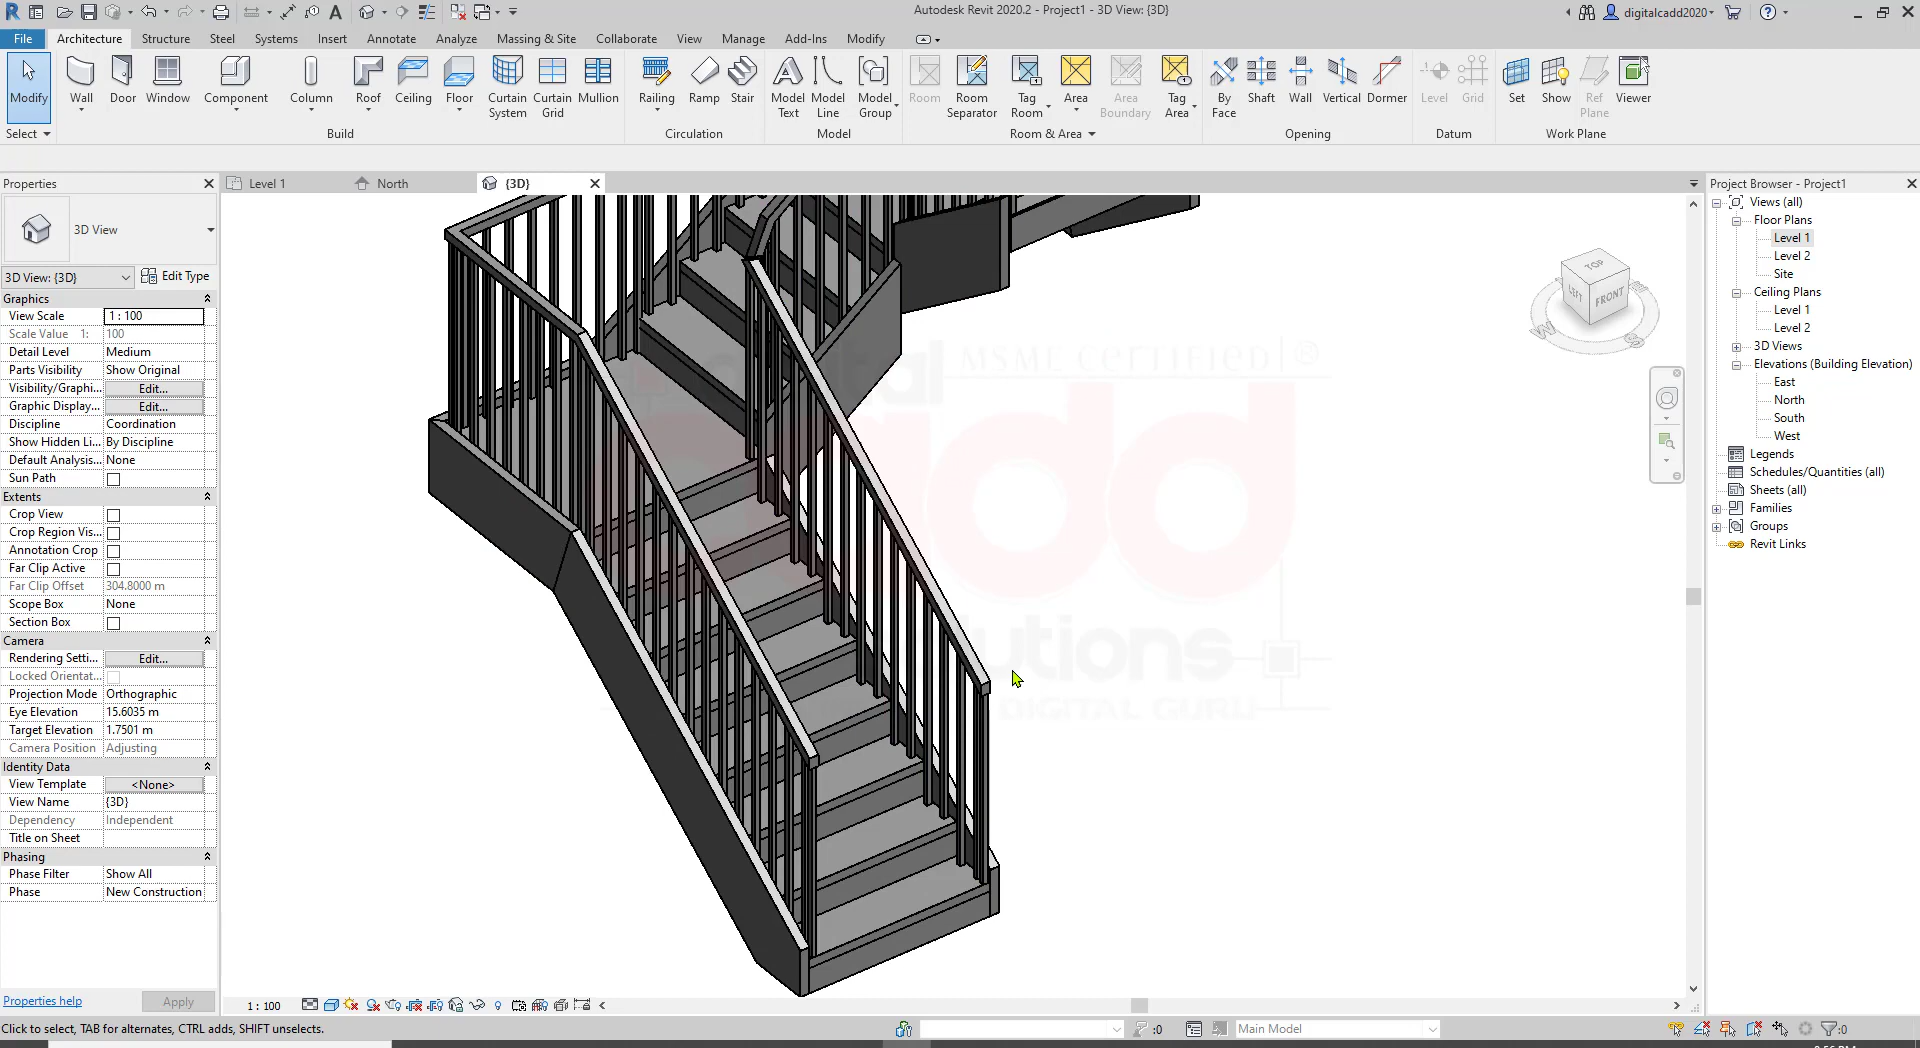 Autodesk Revit 2020.2 - Project1 - 3D View: {3D}
digitalcadd2020
File Architecture Structure Steel Systems Insert Annotate Analyze Massing & Site Collaborate View Manage Add-Ins Modify
Modify Wall Door Window Component Column Roof Ceiling Floor Curtain System Curtain Grid Mullion Railing Ramp Stair Model Text Model Line Model Group Room Room Separator Tag Room Area Area Boundary Tag Area By Face Shaft Wall Vertical Dormer Level Grid Set Show Ref Plane Viewer
Select Build Circulation Model Room & Area Opening Datum Work Plane
Properties
Level 1
North
{3D}
Project Browser - Project1
3D View
3D View: {3D}
Edit Type
Graphics
View Scale 1 : 100
Scale Value 1: 100
Detail Level Medium
Parts Visibility Show Original
Visibility/Graphi... Edit...
Graphic Display... Edit...
Discipline Coordination
Show Hidden Li... By Discipline
Default Analysis... None
Sun Path
Extents
Crop View
Crop Region Vis...
Annotation Crop
Far Clip Active
Far Clip Offset 304.8000 m
Scope Box None
Section Box
Camera
Rendering Setti... Edit...
Locked Orientat...
Projection Mode Orthographic
Eye Elevation 15.6035 m
Target Elevation 1.7501 m
Camera Position Adjusting
Identity Data
View Template <None>
View Name {3D}
Dependency Independent
Title on Sheet
Phasing
Phase Filter Show All
Phase New Construction
Properties help
Apply
MSME CERTIFIED ®
DIGITAL GURU
TOP
LEFT
FRONT
W
S
Views (all)
Floor Plans
Level 1
Level 2
Site
Ceiling Plans
Level 1
Level 2
3D Views
Elevations (Building Elevation)
East
North
South
West
Legends
Schedules/Quantities (all)
Sheets (all)
Families
Groups
Revit Links
1 : 100
Click to select, TAB for alternates, CTRL adds, SHIFT unselects.
:0
Main Model
:0